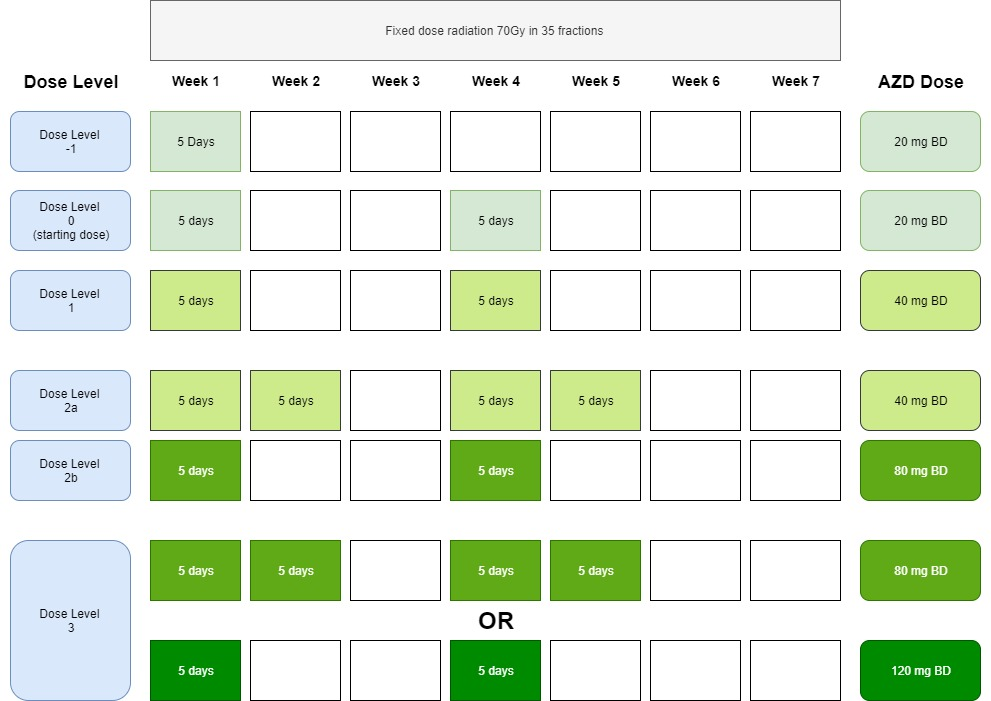 Fixed dose radiation 70Gy in 35 fractions
Dose Level
Week 1
Week 2
Week 3
Week 4
Week 5
Week 6
Week 7
AZD Dose
Dose Level
-1
5 Days
20 mg BD
Dose Level
0
(starting dose)
5 days
5 days
20 mg BD
Dose Level
1
5 days
5 days
40 mg BD
Dose Level
2a
5 days
5 days
5 days
5 days
40 mg BD
Dose Level
2b
5 days
5 days
80 mg BD
Dose Level
3
5 days
5 days
5 days
5 days
80 mg BD
OR
5 days
5 days
120 mg BD